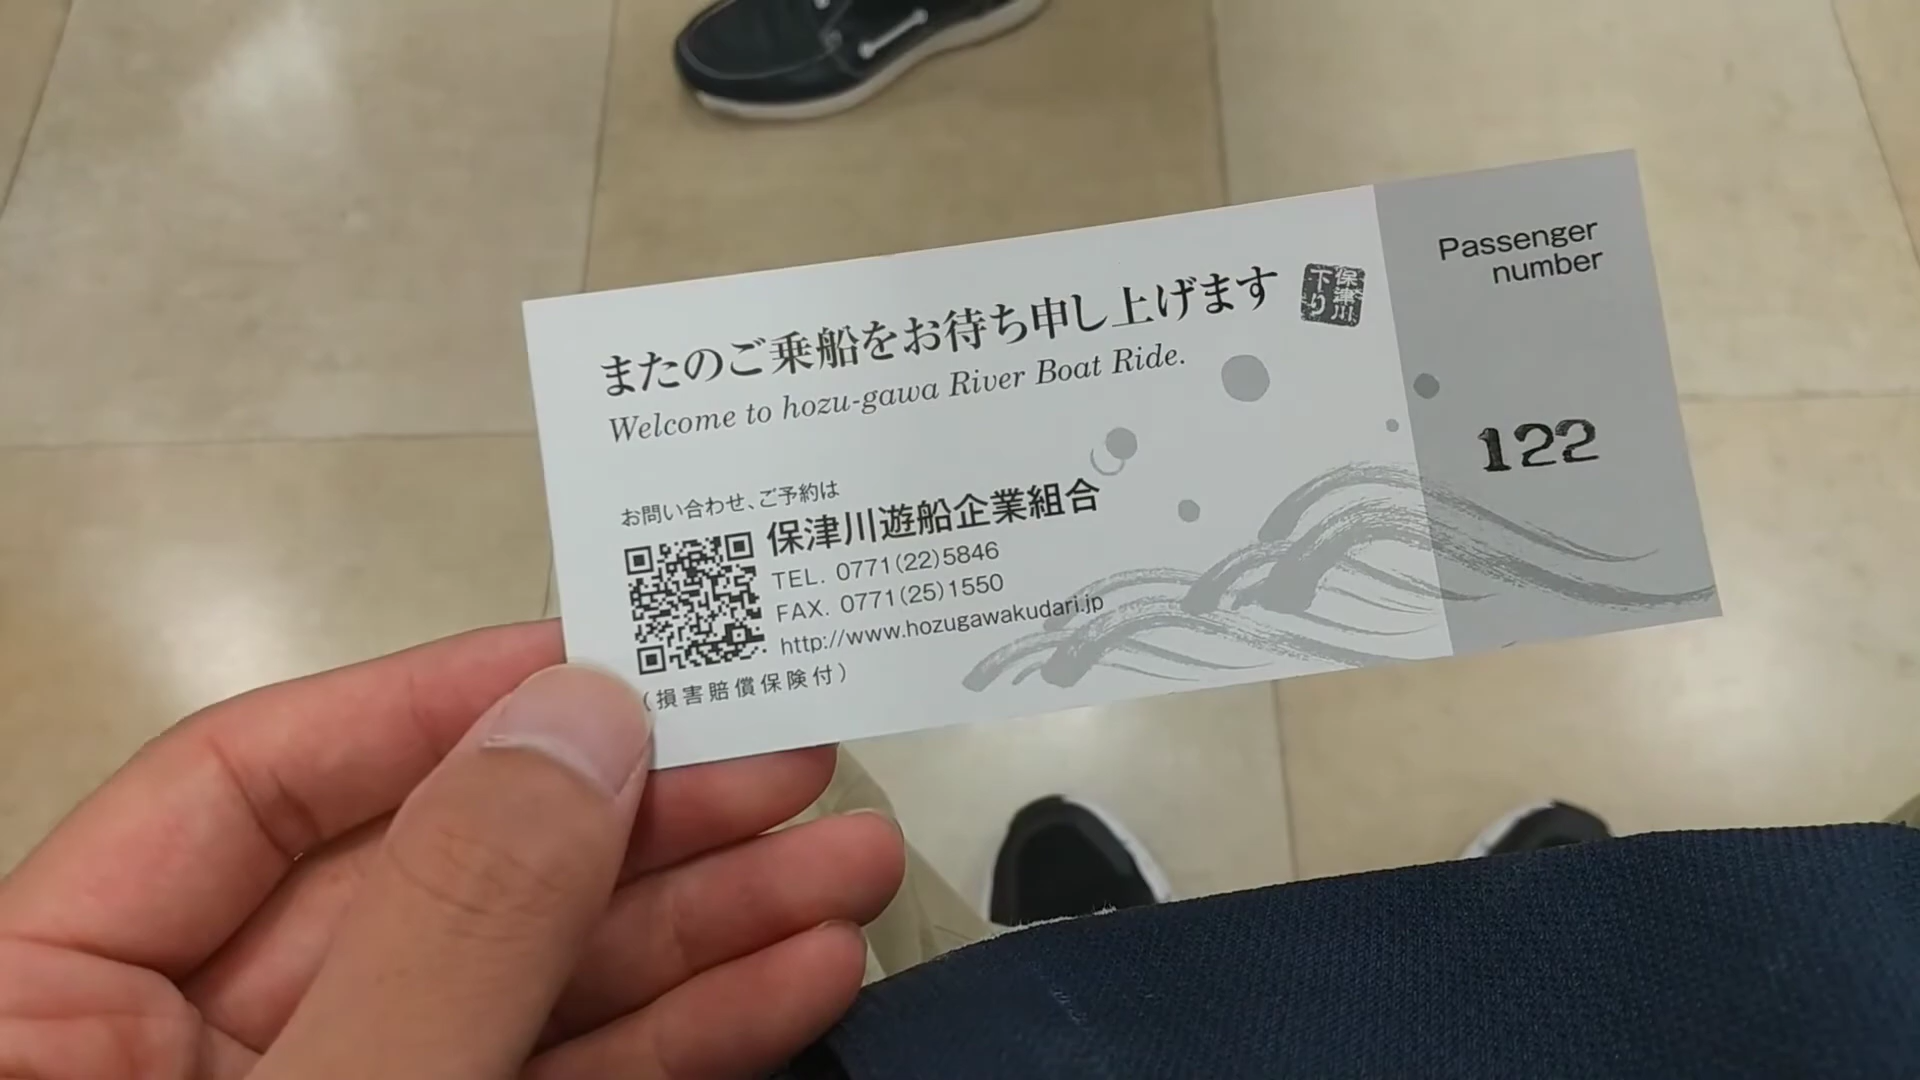 またのご乗船をお待ち申し上げます
保津川
下り
Welcome to hozu-gawa River Boat Ride.
お問い合わせ、ご予約は
保津川遊船企業組合
TEL. 0771(22)5846
FAX. 0771(25)1550
http://www.hozugawakudari.jp
(損害賠償保険付)
Passenger
number
122